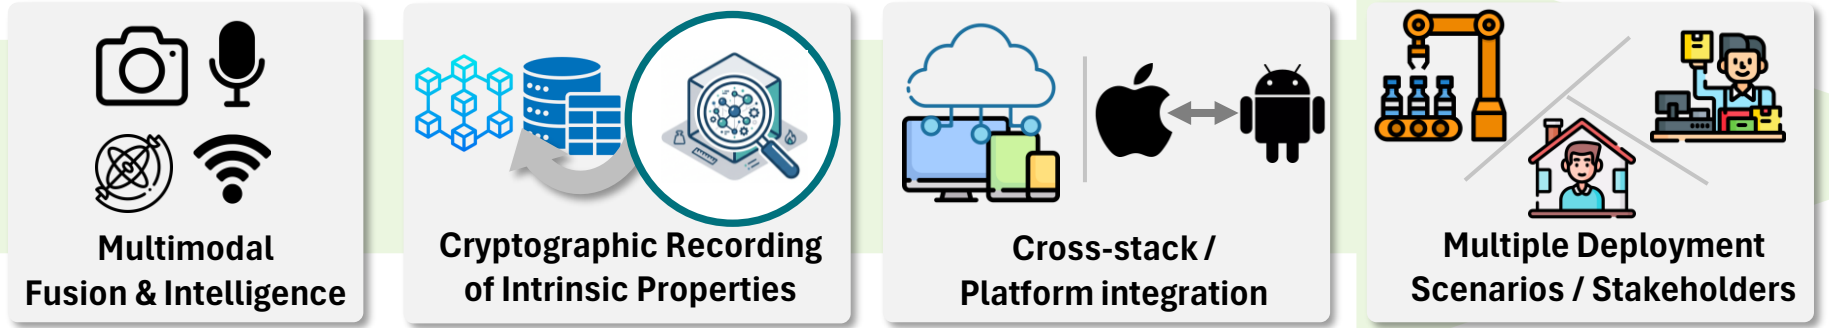 Multimodal
Fusion & Intelligence
Cryptographic Recording
of Intrinsic Properties
Cross-stack /
Platform integration
Multiple Deployment
Scenarios / Stakeholders